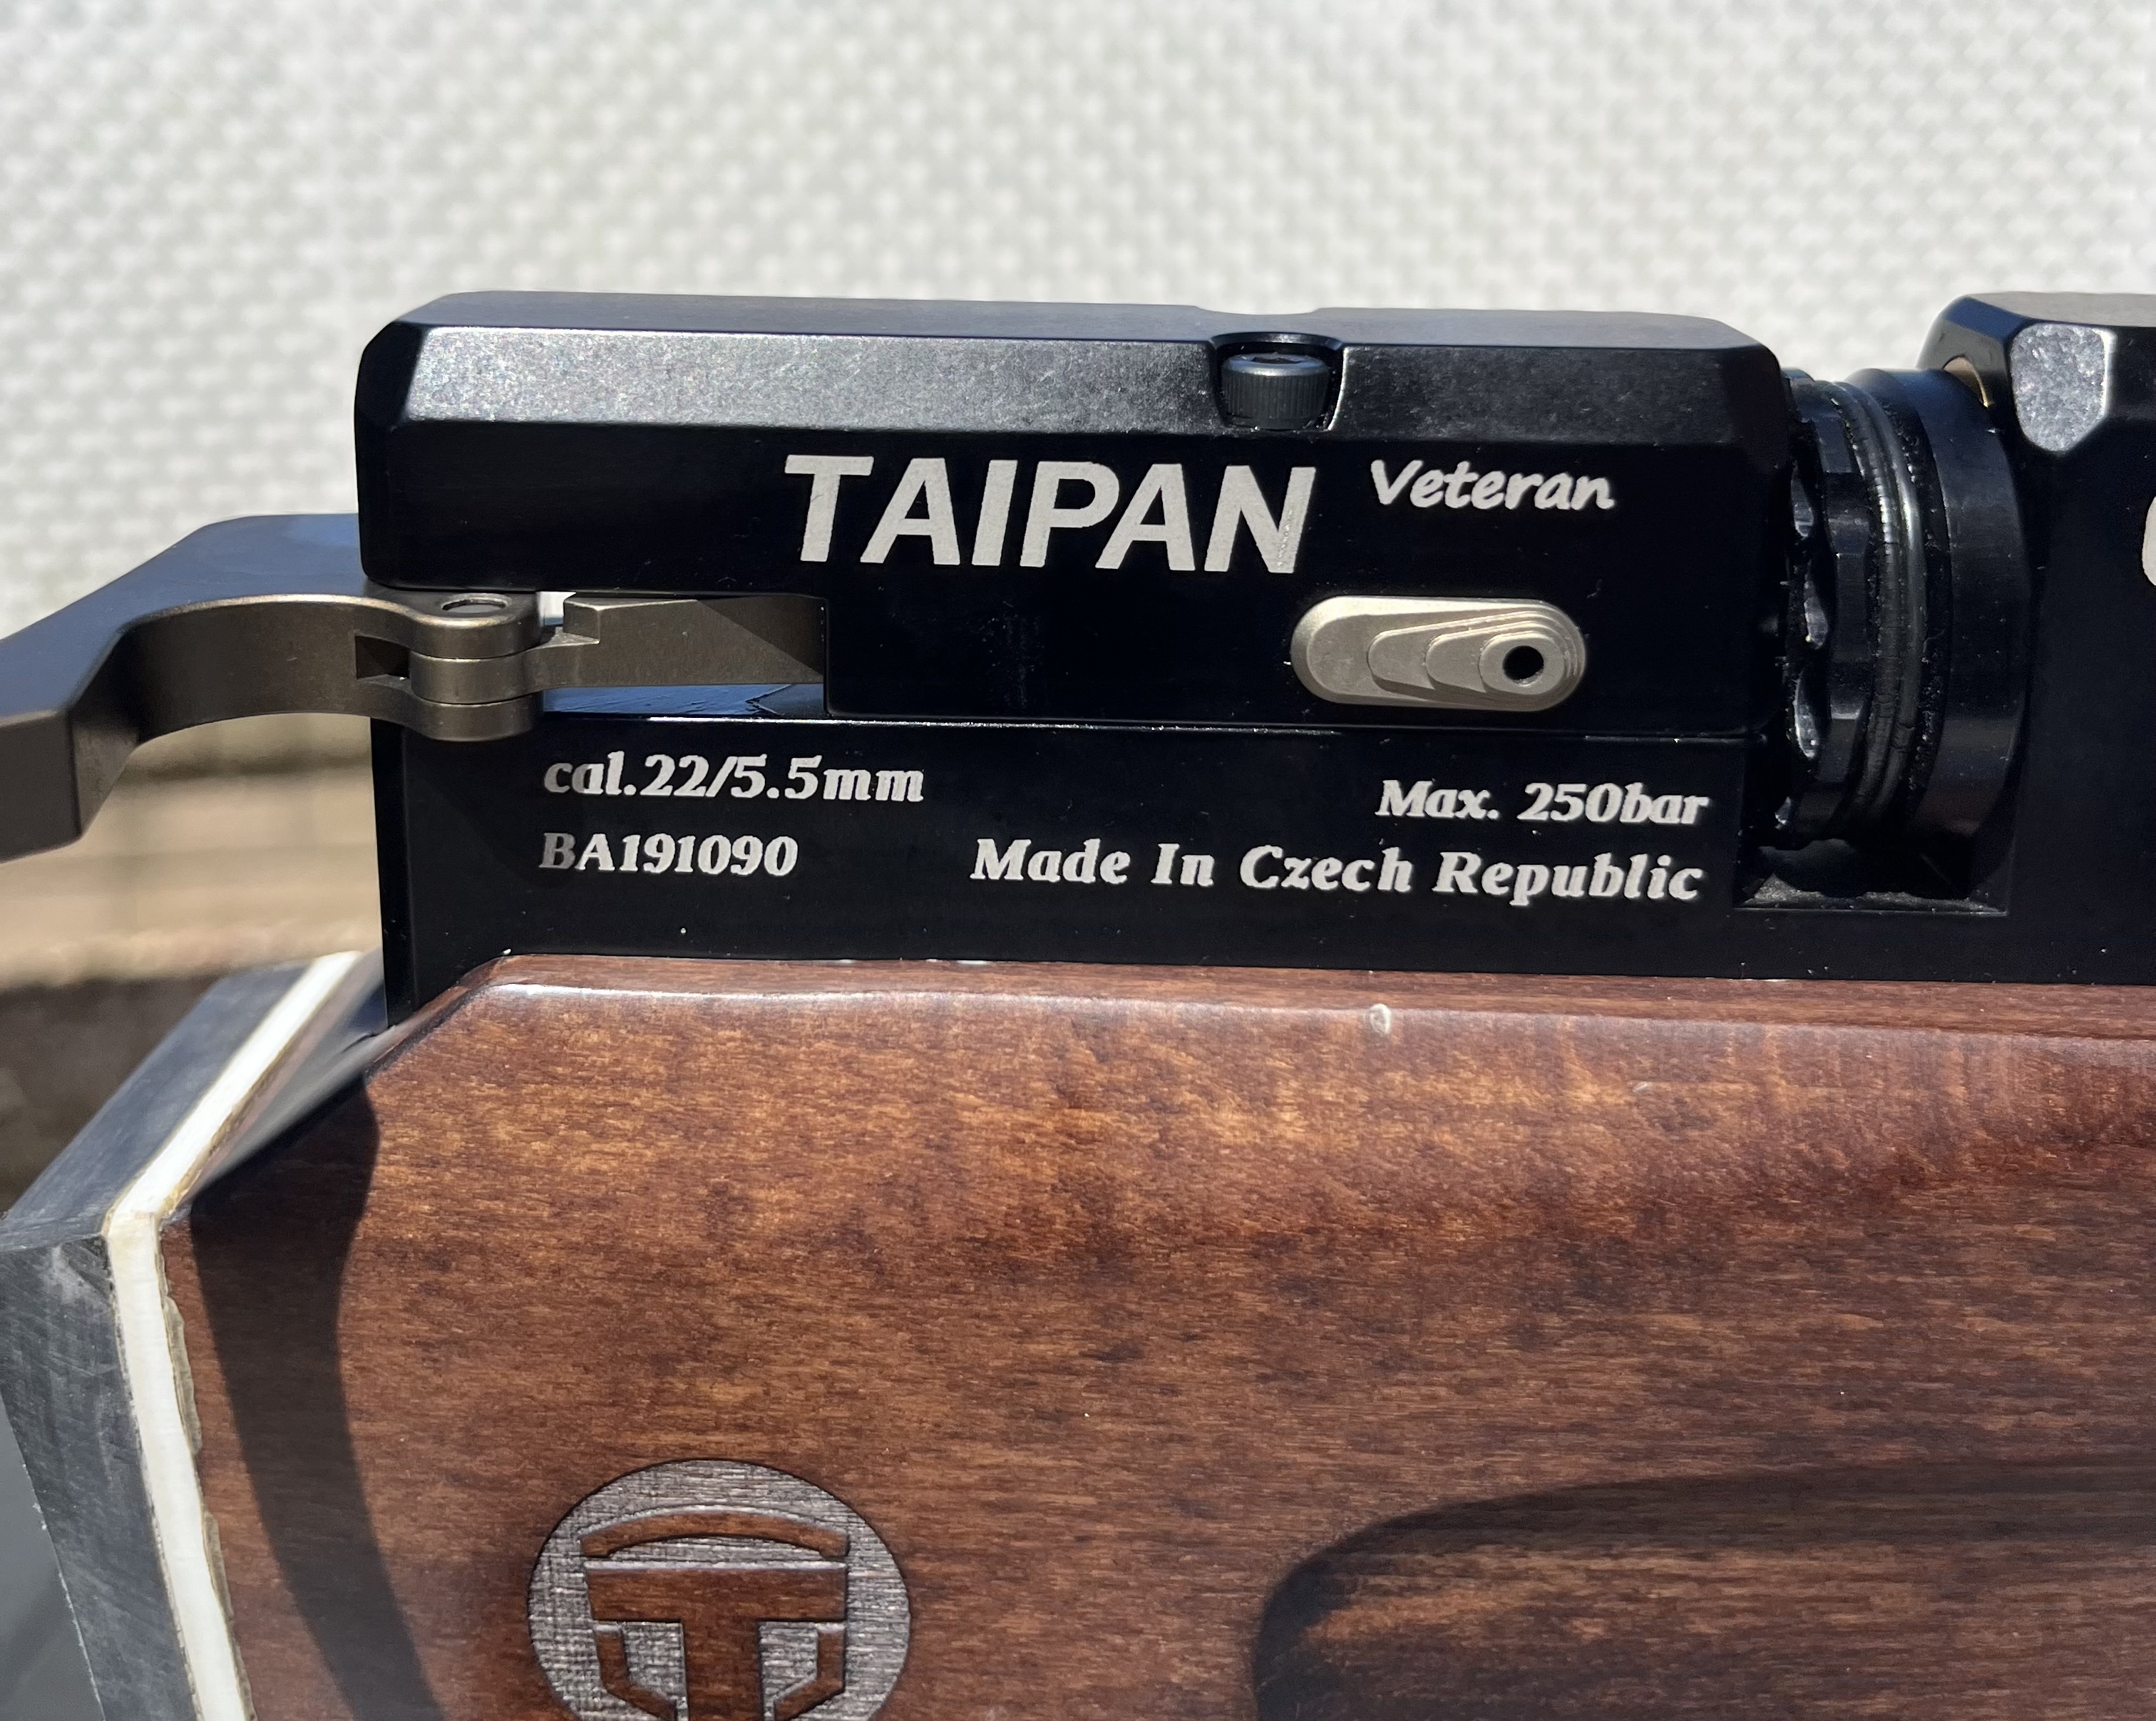 TAIPAN Veteran
cal.22/5.5mm
Max. 250bar
BA191090
Made In Czech Republic